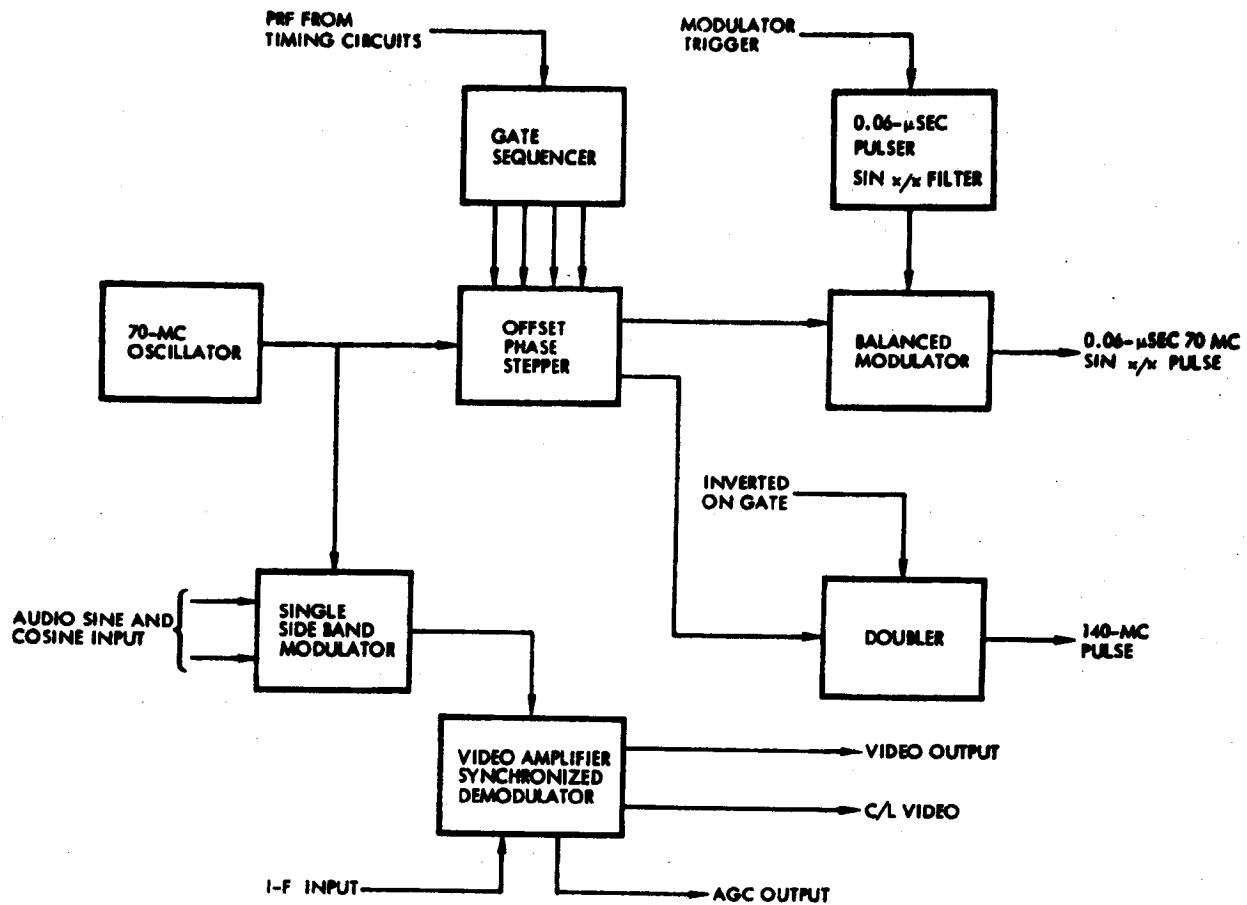 PRF FROM
TIMING CIRCUITS
MODULATOR
TRIGGER
GATE
SEQUENCER
0.06-μSEC
PULSER
SIN x/x FILTER
70-MC
OSCILLATOR
OFFSET
PHASE
STEPPER
BALANCED
MODULATOR
0.06-μSEC 70 MC
SIN x/x PULSE
INVERTED
ON GATE
AUDIO SINE AND
COSINE INPUT
SINGLE
SIDE BAND
MODULATOR
DOUBLER
140-MC
PULSE
VIDEO AMPLIFIER
SYNCHRONIZED
DEMODULATOR
VIDEO OUTPUT
C/L VIDEO
I-F INPUT
AGC OUTPUT